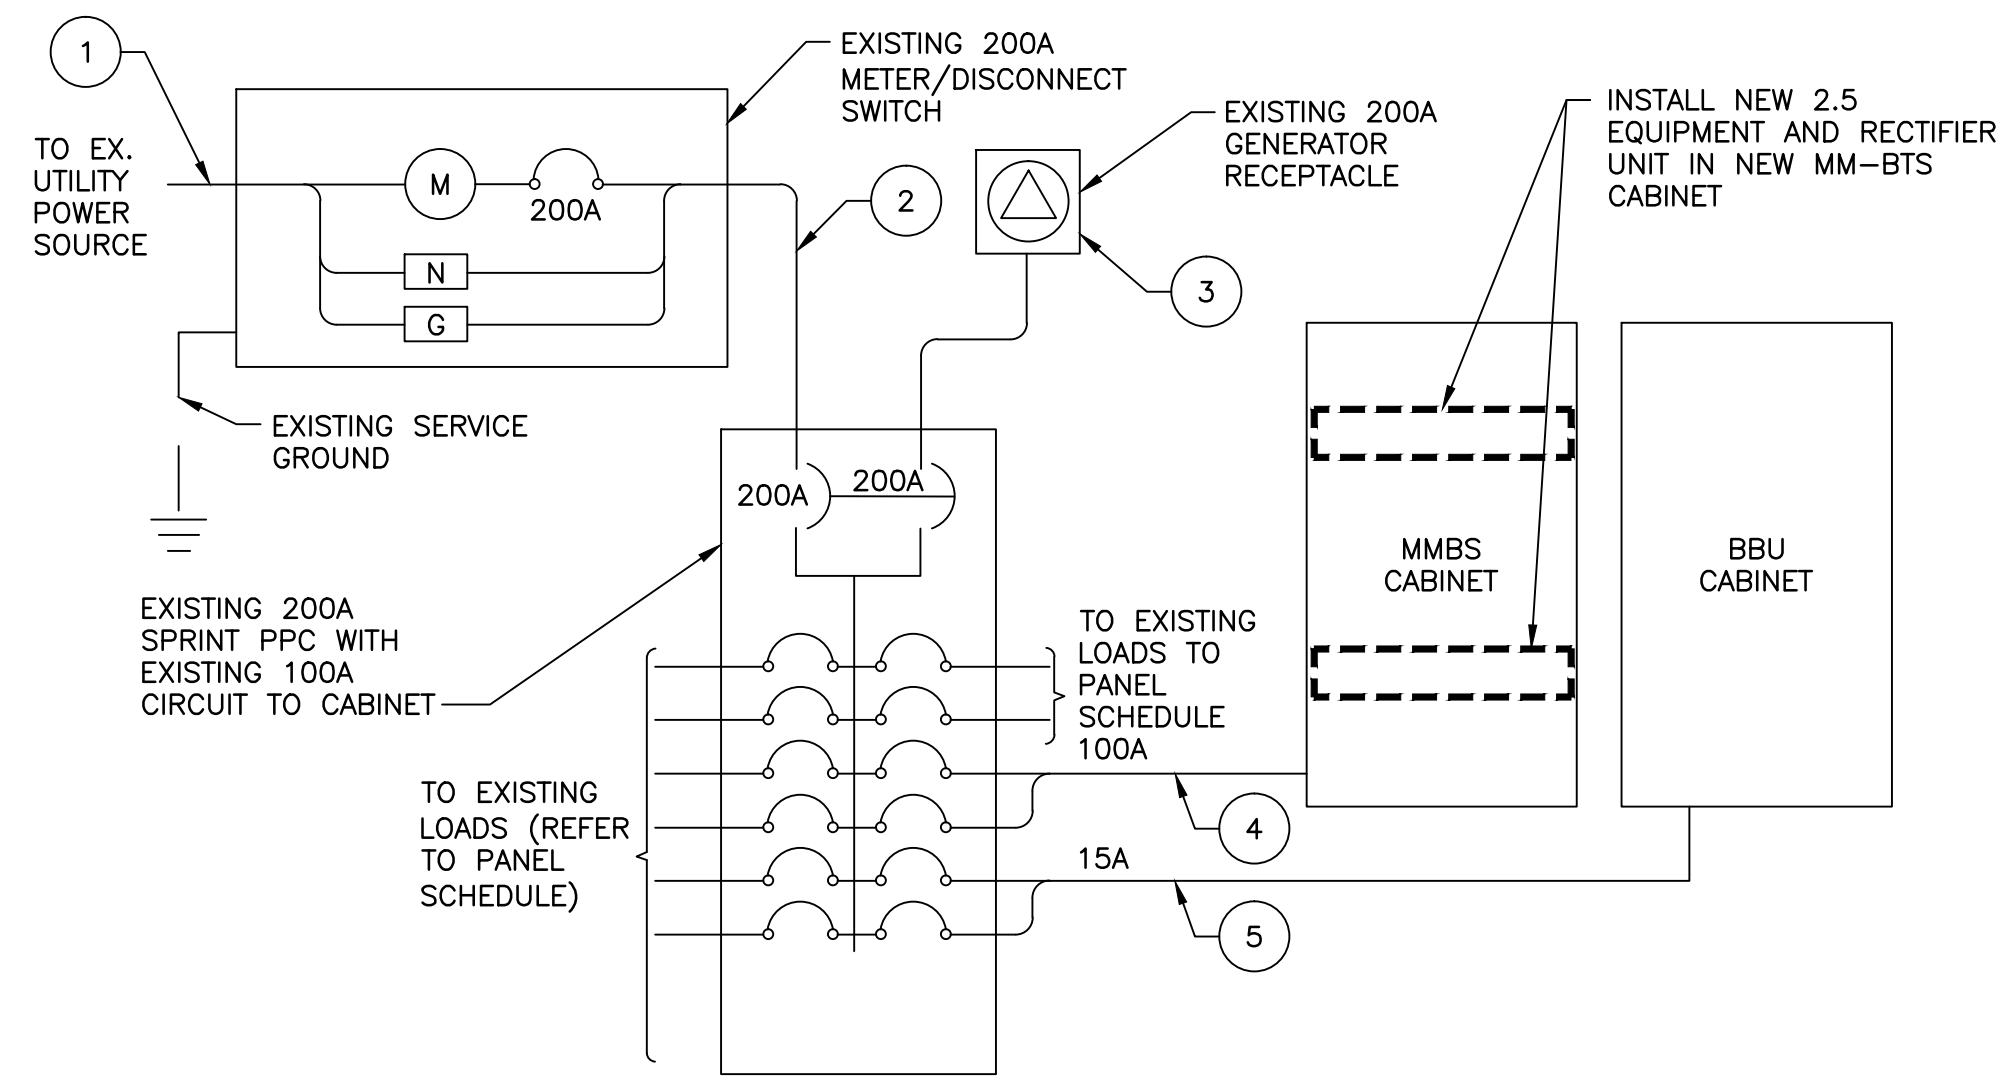 1
EXISTING 200A
METER/DISCONNECT
SWITCH
EXISTING 200A
GENERATOR
RECEPTACLE
INSTALL NEW 2.5
EQUIPMENT AND RECTIFIER
UNIT IN NEW MM-BTS
CABINET
TO EX.
UTILITY
POWER
SOURCE
M
200A
N
G
2
3
EXISTING SERVICE
GROUND
200A
200A
MMBS
CABINET
BBU
CABINET
EXISTING 200A
SPRINT PPC WITH
EXISTING 100A
CIRCUIT TO CABINET
TO EXISTING
LOADS TO
PANEL
SCHEDULE
100A
TO EXISTING
LOADS (REFER
TO PANEL
SCHEDULE)
4
15A
5